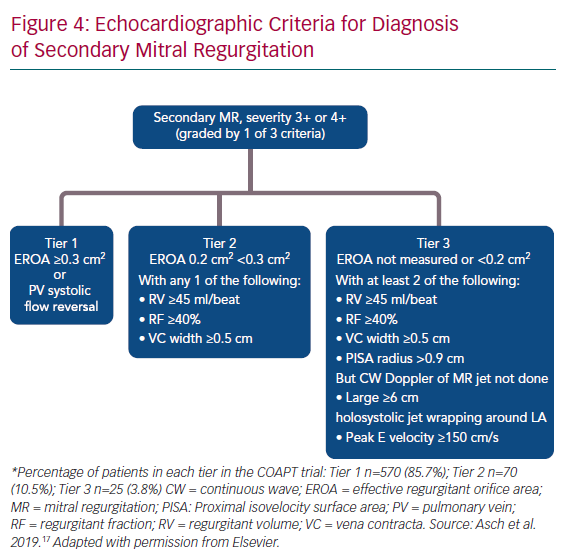 Figure 4: Echocardiographic Criteria for Diagnosis
of Secondary Mitral Regurgitation
Secondary MR, severity 3+ or 4+
(graded by 1 of 3 criteria)
Tier 1
EROA ≥0.3 cm²
or
PV systolic
flow reversal
Tier 2
EROA 0.2 cm² <0.3 cm²
With any 1 of the following:
• RV ≥45 ml/beat
• RF ≥40%
• VC width ≥0.5 cm
Tier 3
EROA not measured or <0.2 cm²
With at least 2 of the following:
• RV ≥45 ml/beat
• RF ≥40%
• VC width ≥0.5 cm
• PISA radius >0.9 cm
But CW Doppler of MR jet not done
• Large ≥6 cm
holosystolic jet wrapping around LA
• Peak E velocity ≥150 cm/s
*Percentage of patients in each tier in the COAPT trial: Tier 1 n=570 (85.7%); Tier 2 n=70
(10.5%); Tier 3 n=25 (3.8%) CW = continuous wave; EROA = effective regurgitant orifice area;
MR = mitral regurgitation; PISA: Proximal isovelocity surface area; PV = pulmonary vein;
RF = regurgitant fraction; RV = regurgitant volume; VC = vena contracta. Source: Asch et al.
2019.¹⁷ Adapted with permission from Elsevier.